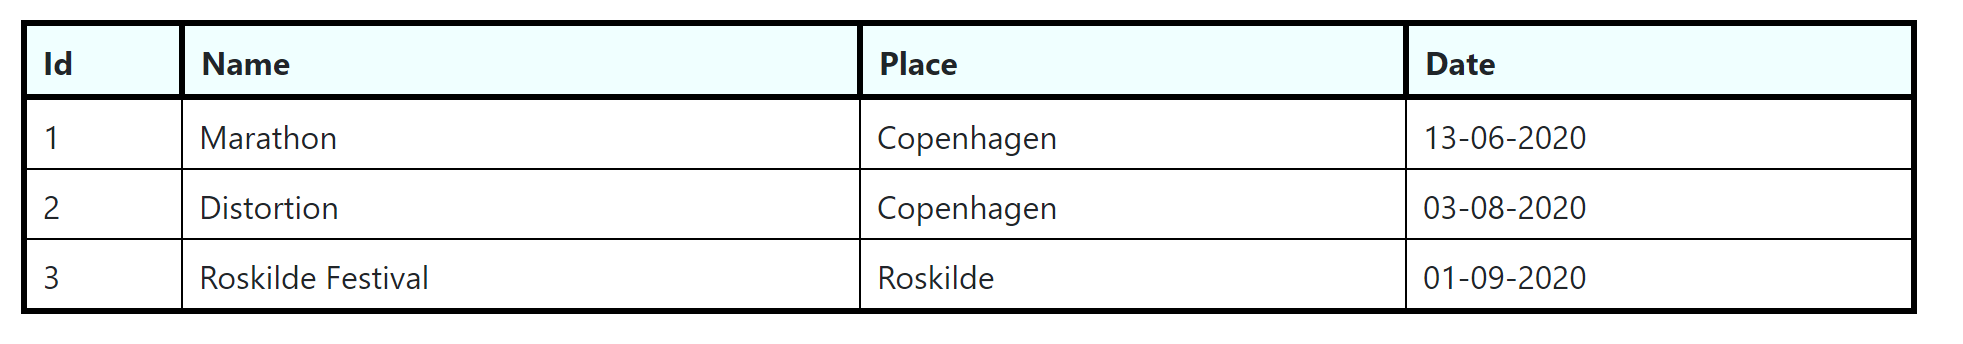 Id Name Place Date
1 Marathon Copenhagen 13-06-2020
2 Distortion Copenhagen 03-08-2020
3 Roskilde Festival Roskilde 01-09-2020